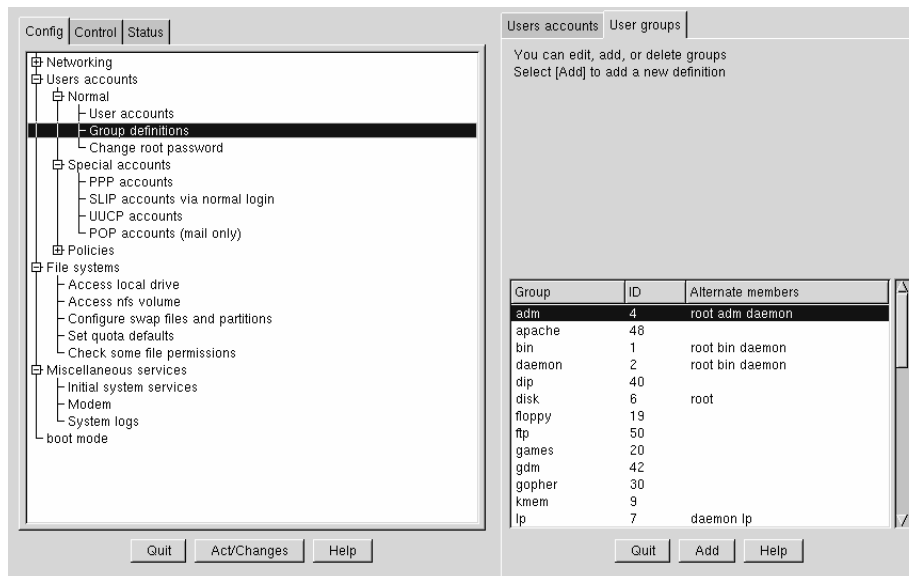 Config Control Status
Networking
Users accounts
Normal
User accounts
Group definitions
Change root password
Special accounts
PPP accounts
SLIP accounts via normal login
UUCP accounts
POP accounts (mail only)
Policies
File systems
Access local drive
Access nfs volume
Configure swap files and partitions
Set quota defaults
Check some file permissions
Miscellaneous services
Initial system services
Modem
System logs
boot mode
Quit Act/Changes Help
Users accounts User groups
You can edit, add, or delete groups
Select [Add] to add a new definition
Group ID Alternate members
adm 4 root adm daemon
apache 48
bin 1 root bin daemon
daemon 2 root bin daemon
dip 40
disk 6 root
floppy 19
ftp 50
games 20
gdm 42
gopher 30
kmem 9
lp 7 daemon lp
Quit Add Help